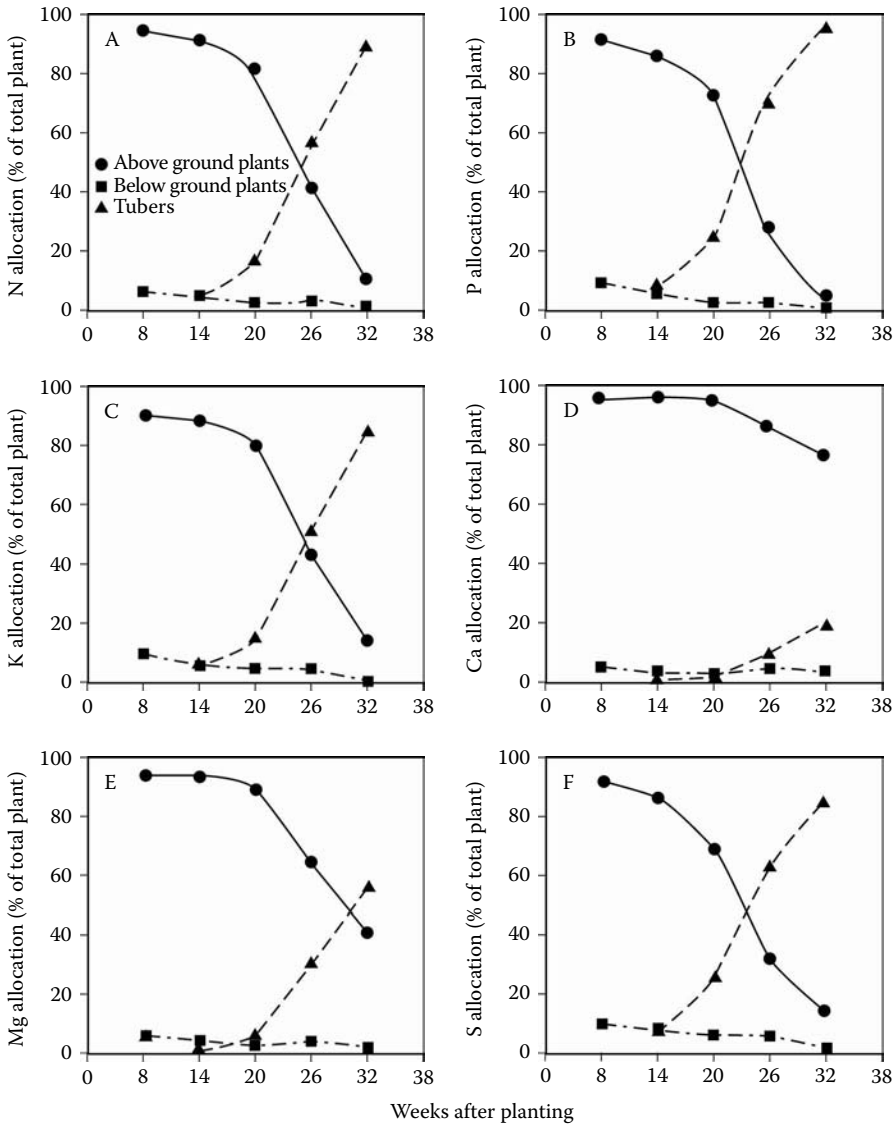 100
80
60
40
20
0
N allocation (% of total plant)
A
Above ground plants
Below ground plants
Tubers
0 8 14 20 26 32 38
100
80
60
40
20
0
P allocation (% of total plant)
B
0 8 14 20 26 32 38
100
80
60
40
20
0
K allocation (% of total plant)
C
0 8 14 20 26 32 38
100
80
60
40
20
0
Ca allocation (% of total plant)
D
0 8 14 20 26 32 38
100
80
60
40
20
0
Mg allocation (% of total plant)
E
0 8 14 20 26 32 38
100
80
60
40
20
0
S allocation (% of total plant)
F
0 8 14 20 26 32 38
Weeks after planting